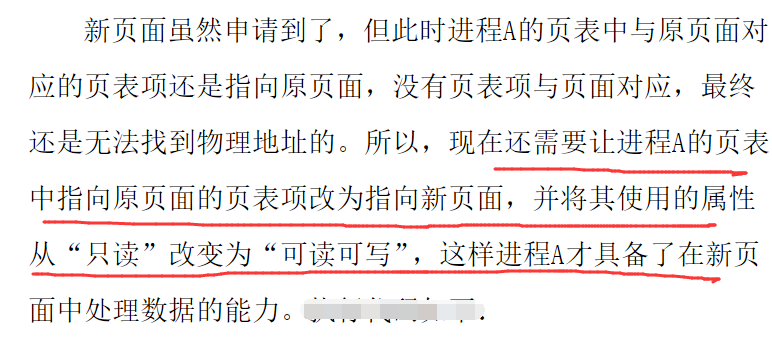 新页面虽然申请到了，但此时进程A的页表中与原页面对
应的页表项还是指向原页面，没有页表项与页面对应，最终
还是无法找到物理地址的。所以，现在还需要让进程A的页表
中指向原页面的页表项改为指向新页面，并将其使用的属性
从“只读”改变为“可读可写”，这样进程A才具备了在新页
面中处理数据的能力。